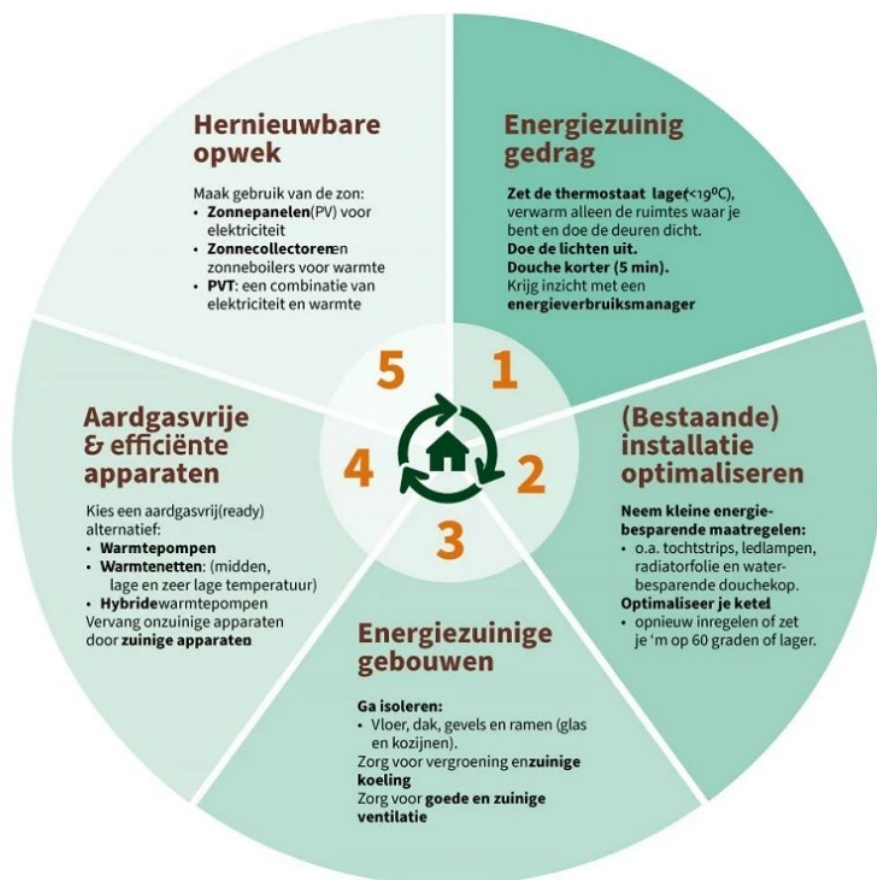 Energiezuinig
gedrag
Zet de thermostaat lager(<19°C),
verwarm alleen de ruimtes waar je
bent en doe de deuren dicht.
Doe de lichten uit.
Douche korter (5 min).
Krijg inzicht met een
energieverbruiksmanager
1
(Bestaande)
installatie
optimaliseren
Neem kleine energie-
besparende maatregelen:
• o.a. tochtstrips, ledlampen,
radiatorfolie en water-
besparende douchekop.
Optimaliseer je ketel
• opnieuw inregelen of zet
je ‘m op 60 graden of lager.
2
3
Energiezuinige
gebouwen
Ga isoleren:
• Vloer, dak, gevels en ramen (glas
en kozijnen).
Zorg voor vergroening enzuinige
koeling
Zorg voor goede en zuinige
ventilatie
4
Aardgasvrije
& efficiënte
apparaten
Kies een aardgasvrij(ready)
alternatief:
• Warmtepompen
• Warmtenetten: (midden,
lage en zeer lage temperatuur)
• Hybridewarmtepompen
Vervang onzuinige apparaten
door zuinige apparaten
5
Hernieuwbare
opwek
Maak gebruik van de zon:
• Zonnepanelen(PV) voor
elektriciteit
• Zonnecollectorenen
zonneboilers voor warmte
• PVT: een combinatie van
elektriciteit en warmte